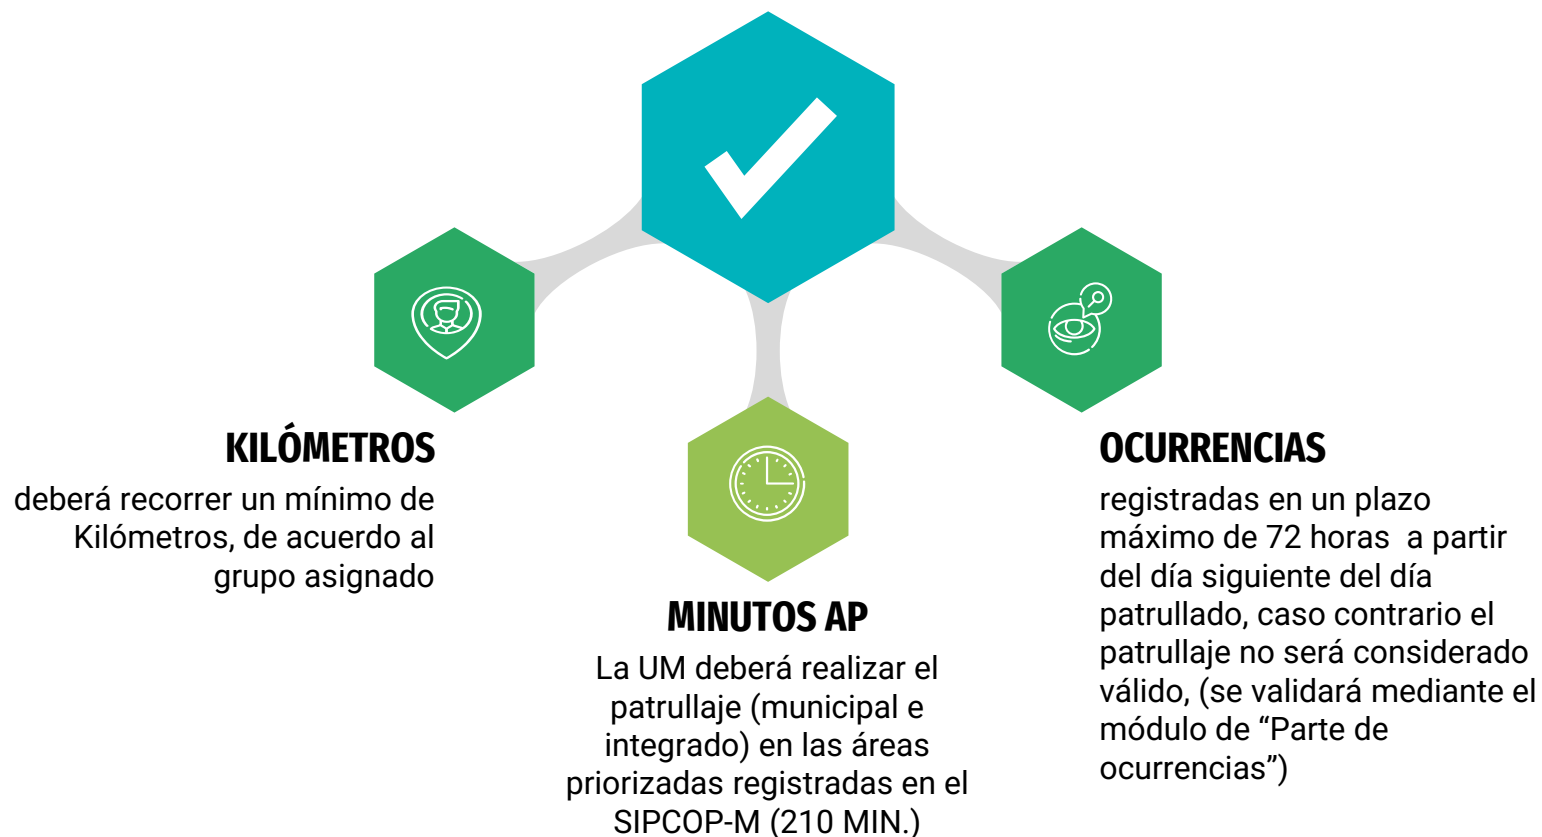 KILÓMETROS
deberá recorrer un mínimo de
Kilómetros, de acuerdo al
grupo asignado
MINUTOS AP
La UM deberá realizar el
patrullaje (municipal e
integrado) en las áreas
priorizadas registradas en el
SIPCOP-M (210 MIN.)
OCURRENCIAS
registradas en un plazo
máximo de 72 horas  a partir
del día siguiente del día
patrullado, caso contrario el
patrullaje no será considerado
válido, (se validará mediante el
módulo de “Parte de
ocurrencias”)